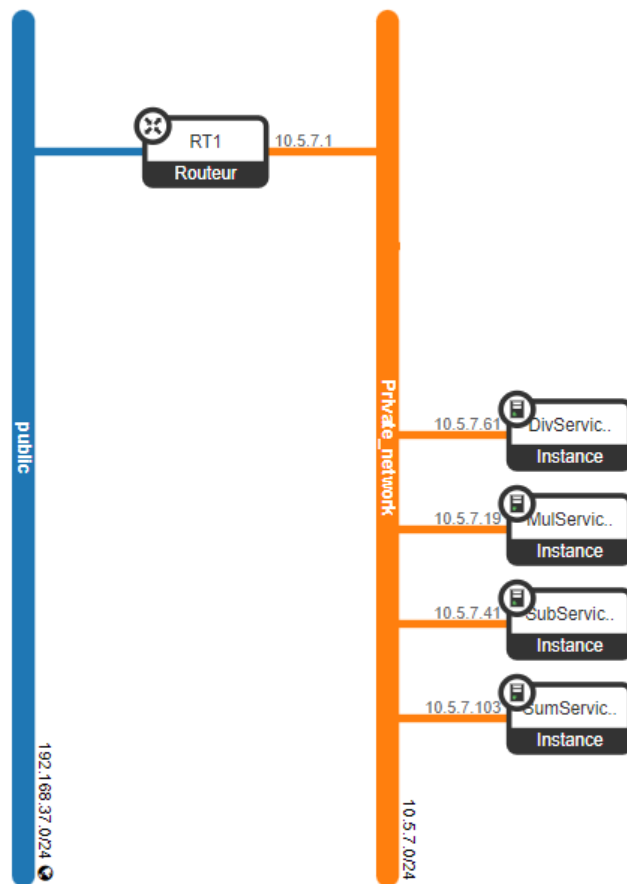 RT1
10.5.7.1
Routeur
public
Private_network
10.5.7.61
DivServic..
Instance
10.5.7.19
MulServic..
Instance
10.5.7.41
SubServic..
Instance
10.5.7.103
SumServic..
Instance
192.168.37.0/24
10.5.7.0/24